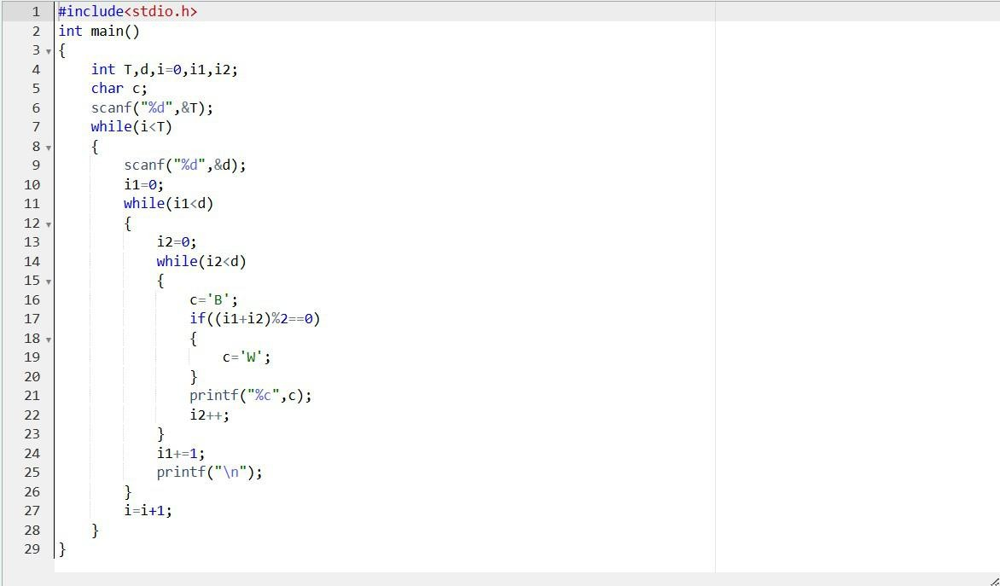 1 #include<stdio.h>
2 int main()
3 {
4     int T,d,i=0,i1,i2;
5     char c;
6     scanf("%d",&T);
7     while(i<T)
8     {
9         scanf("%d",&d);
10         i1=0;
11         while(i1<d)
12         {
13             i2=0;
14             while(i2<d)
15             {
16                 c='B';
17                 if((i1+i2)%2==0)
18                 {
19                     c='W';
20                 }
21                 printf("%c",c);
22                 i2++;
23             }
24             i1+=1;
25             printf("\n");
26         }
27         i=i+1;
28     }
29 }